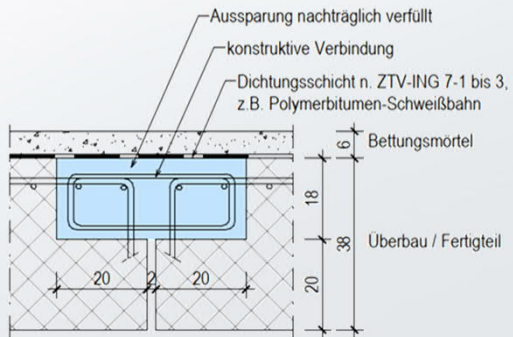 Aussparung nachträglich verfüllt
konstruktive Verbindung
Dichtungsschicht n. ZTV-ING 7-1 bis 3,
z.B. Polymerbitumen-Schweißbahn
6
Bettungsmörtel
18
38
Überbau / Fertigteil
20 2 20
20